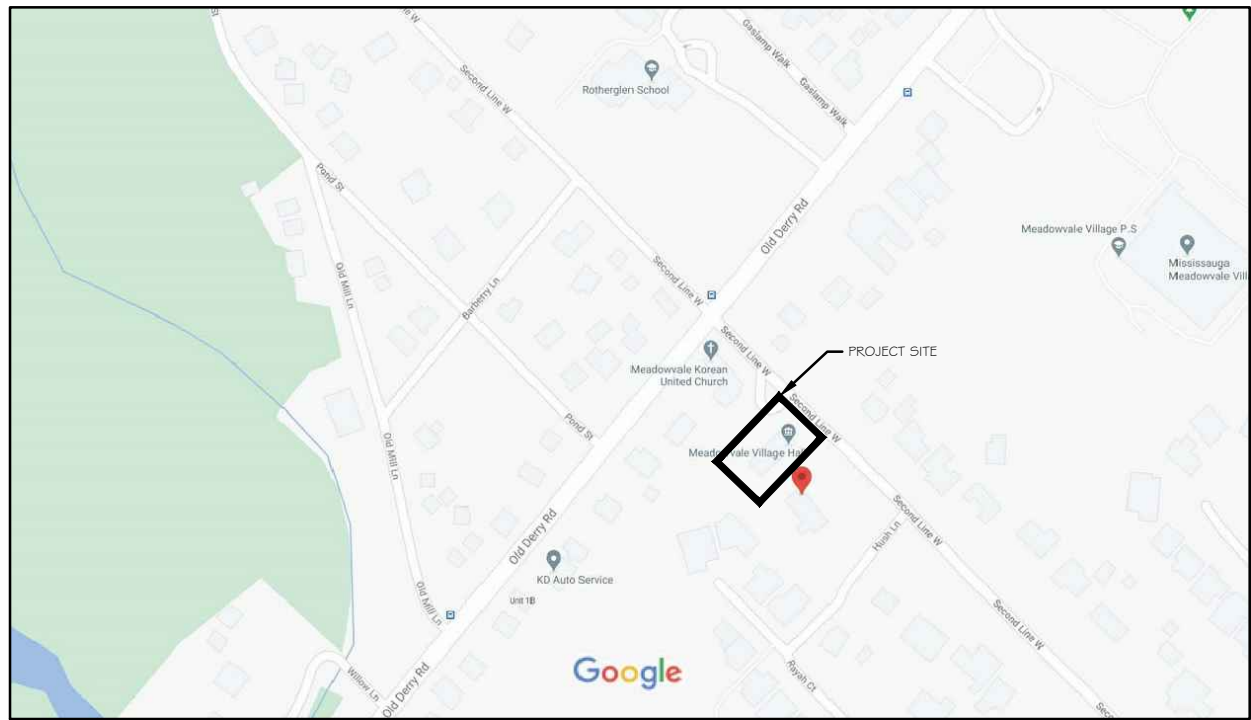 St
W
Gaslamp Walk
Second Line W
Rotherglen School
Gaslamp Walk
Pond St
Old Derry Rd
Meadowvale Village P.S
Mississauga
Meadowvale Vill
Old Mill Ln
Barberry Ln
Second Line W
Second Line W
PROJECT SITE
Meadowvale Korean
United Church
Second Line W
Pond St
Meadowvale Village Hall
Old Mill Ln
Second Line W
Old Derry Rd
Hush Ln
KD Auto Service
Unit 1B
Old Mill Ln
Second Line W
Google
Willow Ln
Old Derry Rd
Rayah Ct
Sec